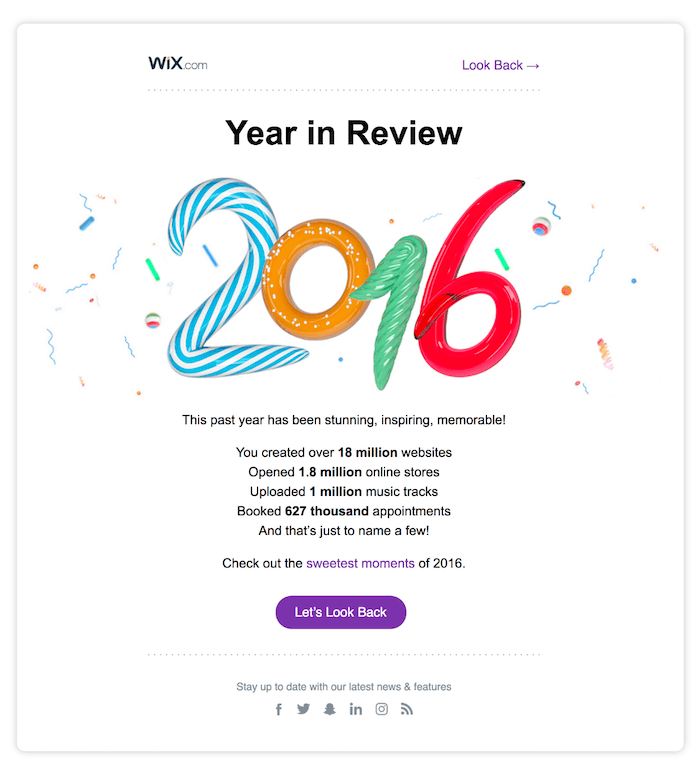 WiX.com
Look Back →
Year in Review
2016
This past year has been stunning, inspiring, memorable!
You created over 18 million websites
Opened 1.8 million online stores
Uploaded 1 million music tracks
Booked 627 thousand appointments
And that's just to name a few!
Check out the sweetest moments of 2016.
Let's Look Back
Stay up to date with our latest news & features